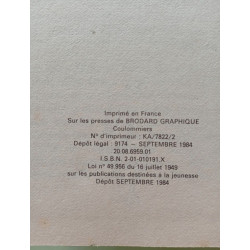 Imprimé en France
Sur les presses de BRODARD GRAPHIQUE
Coulommiers
N° d'imprimeur : KA/7822/2
Dépôt légal : 9174 — SEPTEMBRE 1984
20-08.6959.01
I.S.B.N. 2-01-010191.X
Loi n° 49.956 du 16 juillet 1949
sur les publications destinées à la jeunesse
Dépôt SEPTEMBRE 1984